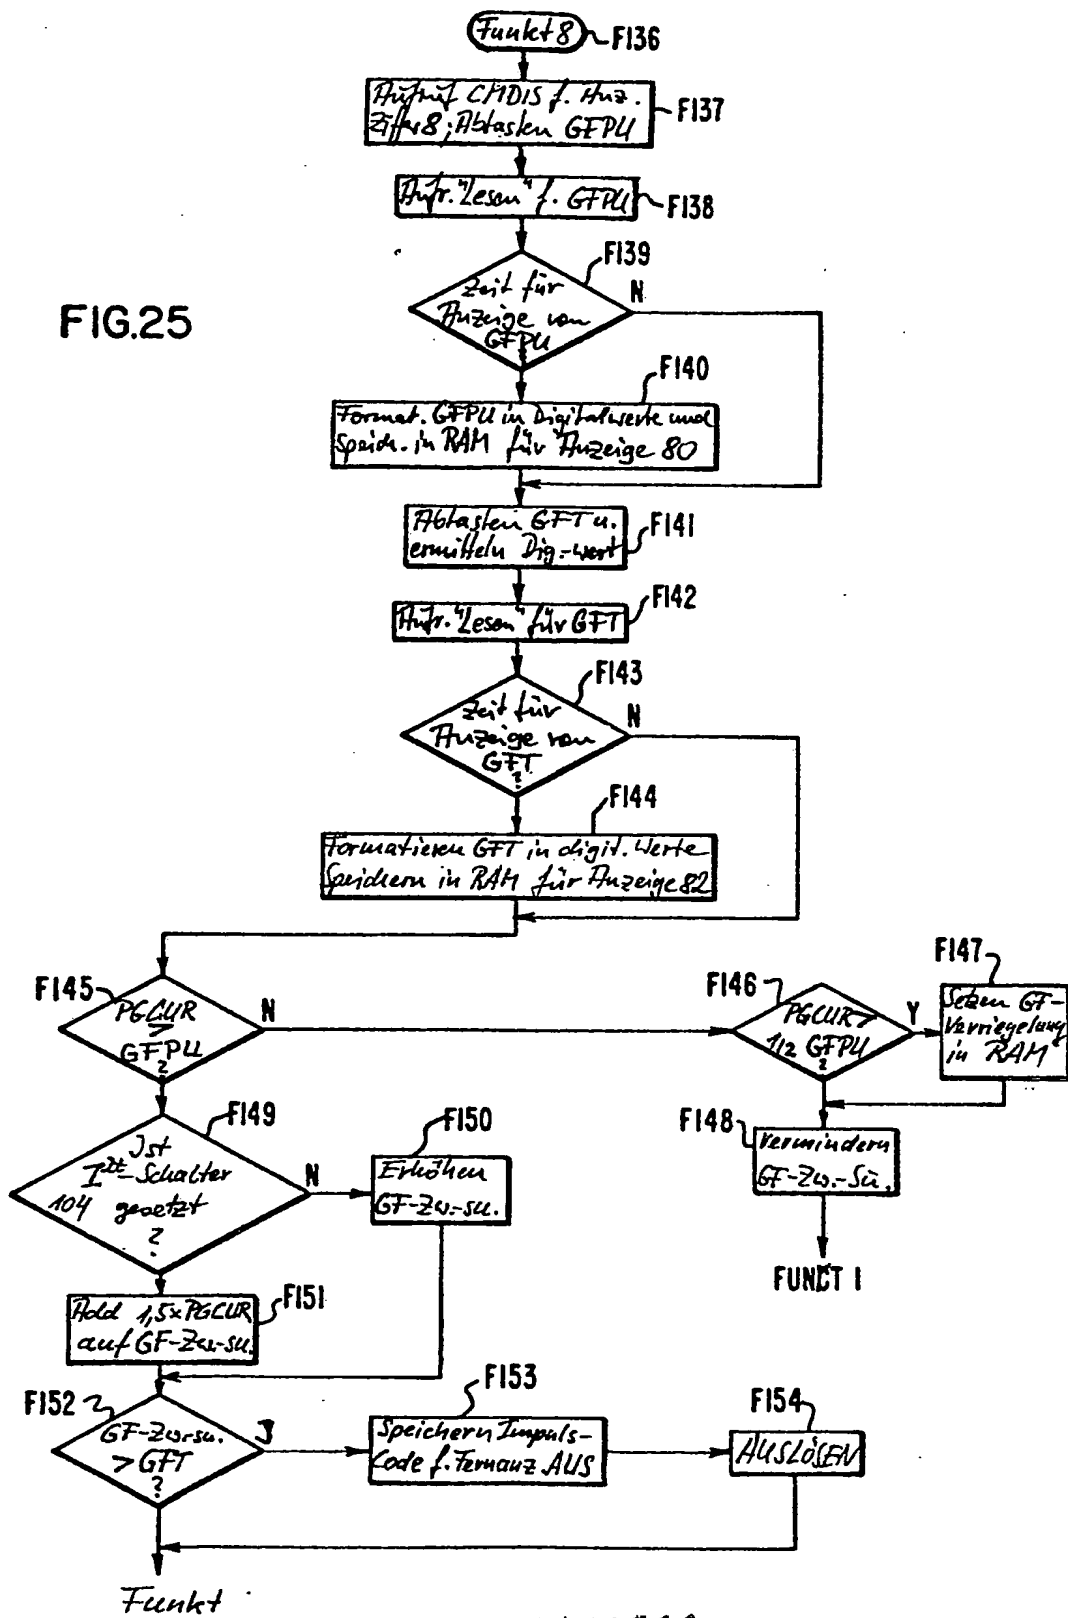 Funkt 8
F136
Aufruf CMDIS f. Anz.
Ziffer 8; Abtasten GFPU
F137
Aufr. "Lesen" f. GFPU
F138
F139
Zeit für
Anzeige von
GFPU
?
N
FIG.25
F140
Format. GFPU in Digitalwerte und
Speich. in RAM für Anzeige 80
Abtasten GFT u.
ermitteln Dig.-wert
F141
Aufr. "Lesen" für GFT
F142
F143
Zeit für
Anzeige von
GFT
?
N
F144
Formatieren GFT in digit. Werte
Speichern in RAM für Anzeige 82
F145
PGCUR
≥
GFPU
?
N
F146
PGCUR >
1/2 GFPU
?
Y
F147
Setzen GF-
Verriegelung
in RAM
F148
Vermindern
GF-Zw.-Su.
FUNCT 1
F149
Ist
I²t-Schalter
104 gesetzt
?
N
F150
Erhöhen
GF-Zw.-su.
Add 1,5xPGCUR
auf GF-Zw-su.
F151
F152
GF-Zw-su.
> GFT
?
J
F153
Speichern Impuls-
Code f. Fernanz AUS
F154
AUSLÖSEN
Funkt